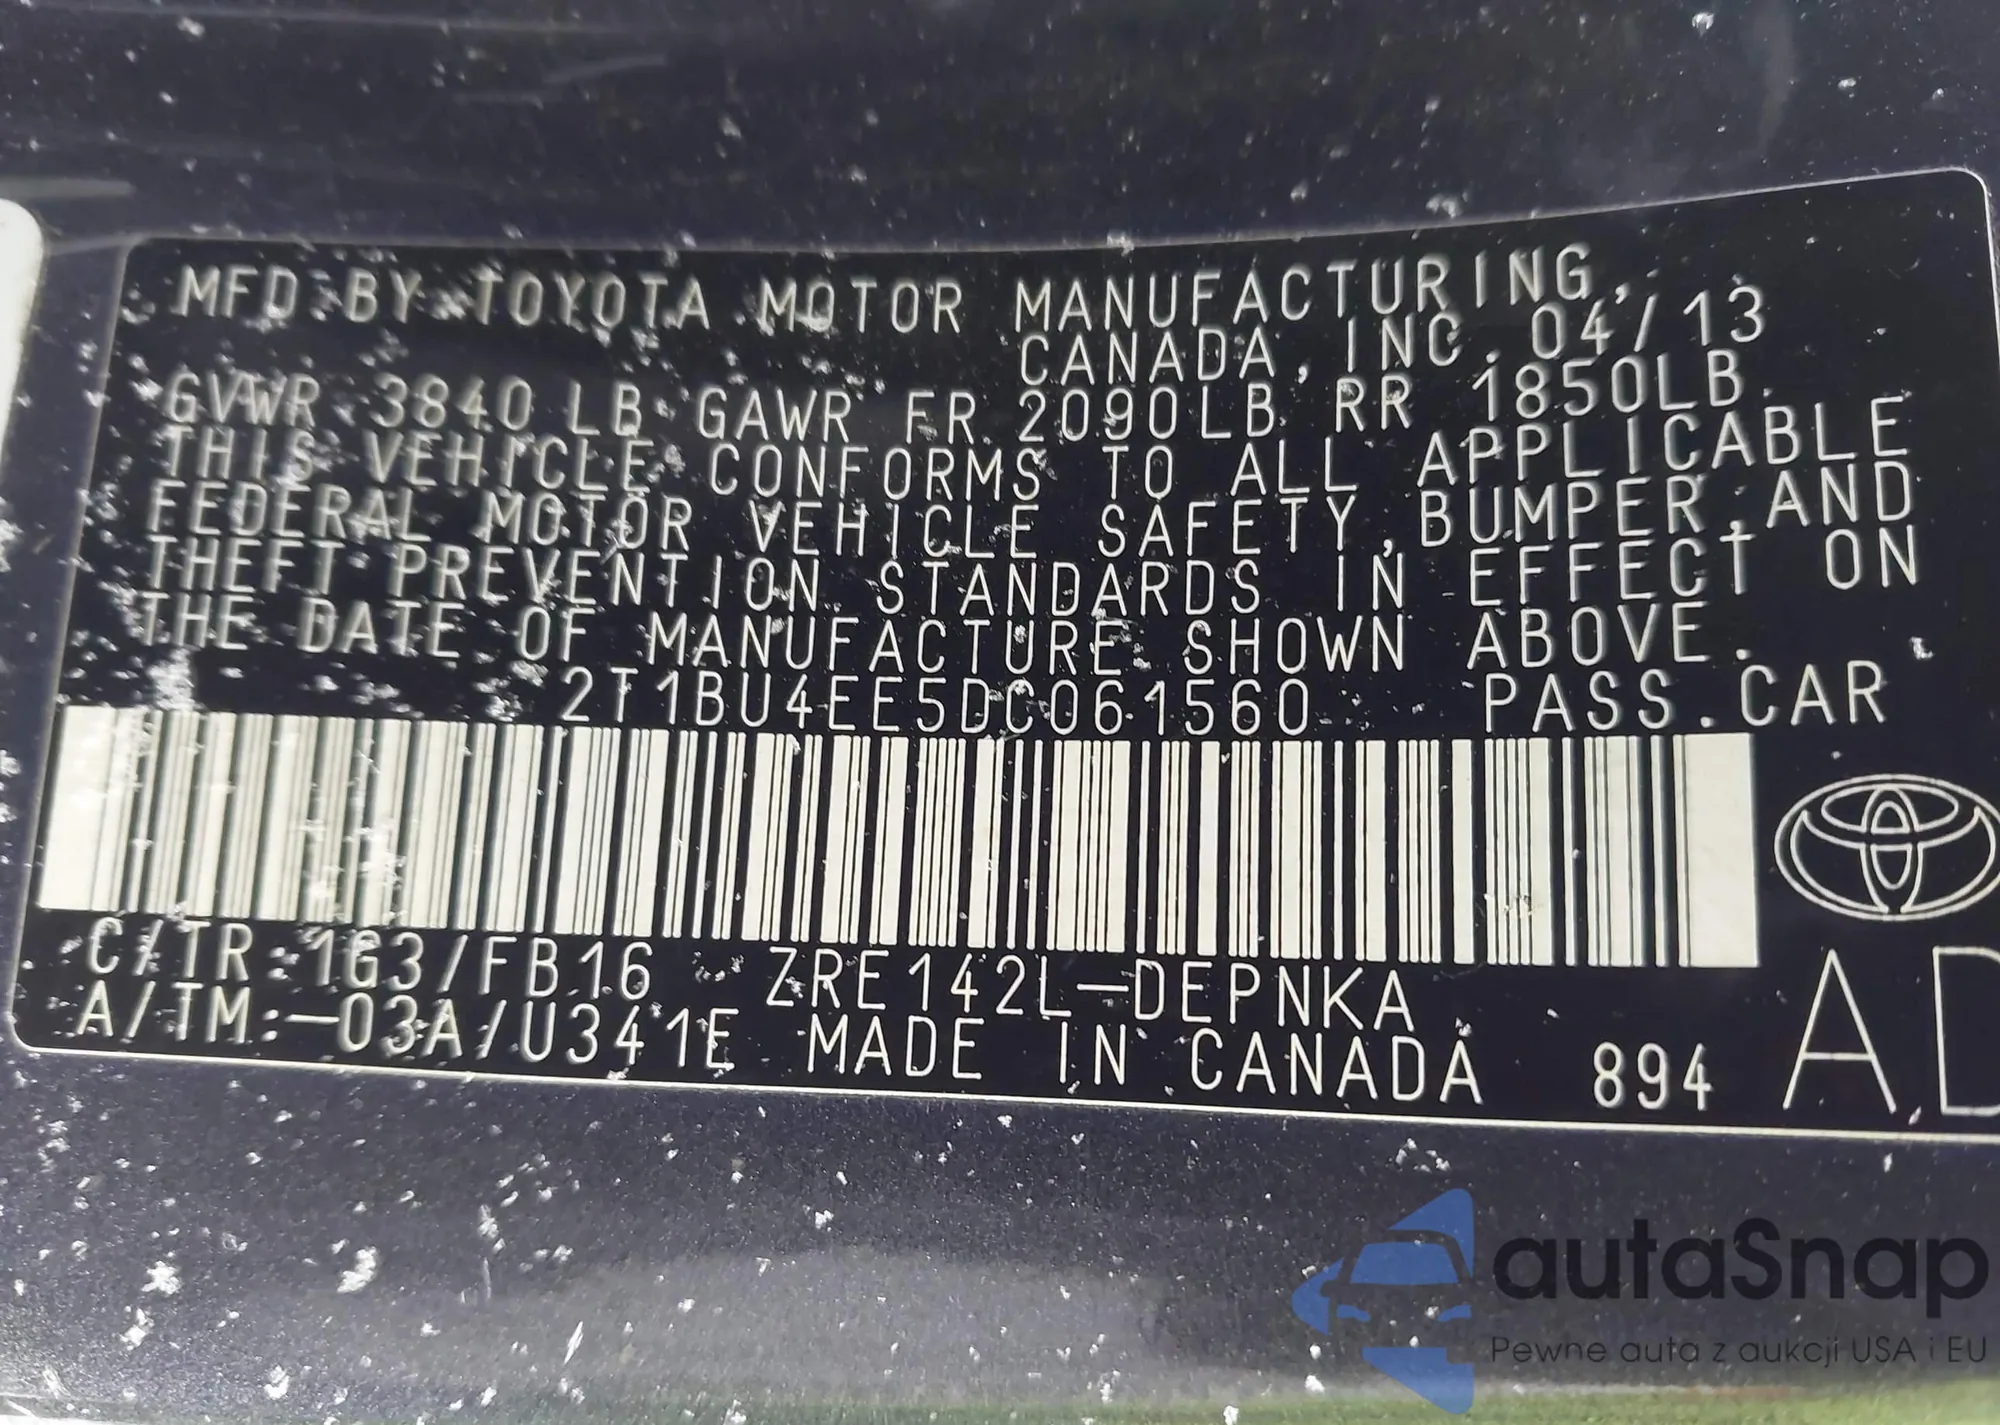 MFD BY TOYOTA MOTOR MANUFACTURING,
CANADA, INC. 04/13
GVWR 3840 LB GAWR FR 2090LB RR 1850LB
THIS VEHICLE CONFORMS TO ALL APPLICABLE
FEDERAL MOTOR VEHICLE SAFETY, BUMPER, AND
THEFT PREVENTION STANDARDS IN EFFECT ON
THE DATE OF MANUFACTURE SHOWN ABOVE.
2T1BU4EE5DC061560 PASS.CAR
C/TR:1G3/FB16 ZRE142L-DEPNKA
A/TM:-03A/U341E MADE IN CANADA 894
AD
autaSnap
Pewne auta z aukcji USA i EU